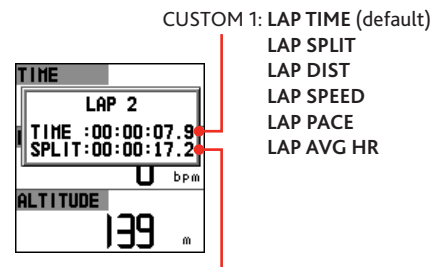 CUSTOM 1: LAP TIME (default)
LAP SPLIT
LAP DIST
LAP SPEED
LAP PACE
LAP AVG HR
TIME
LAP 2
TIME :00:00:07.9
SPLIT:00:00:17.2
0 bpm
ALTITUDE
139 m